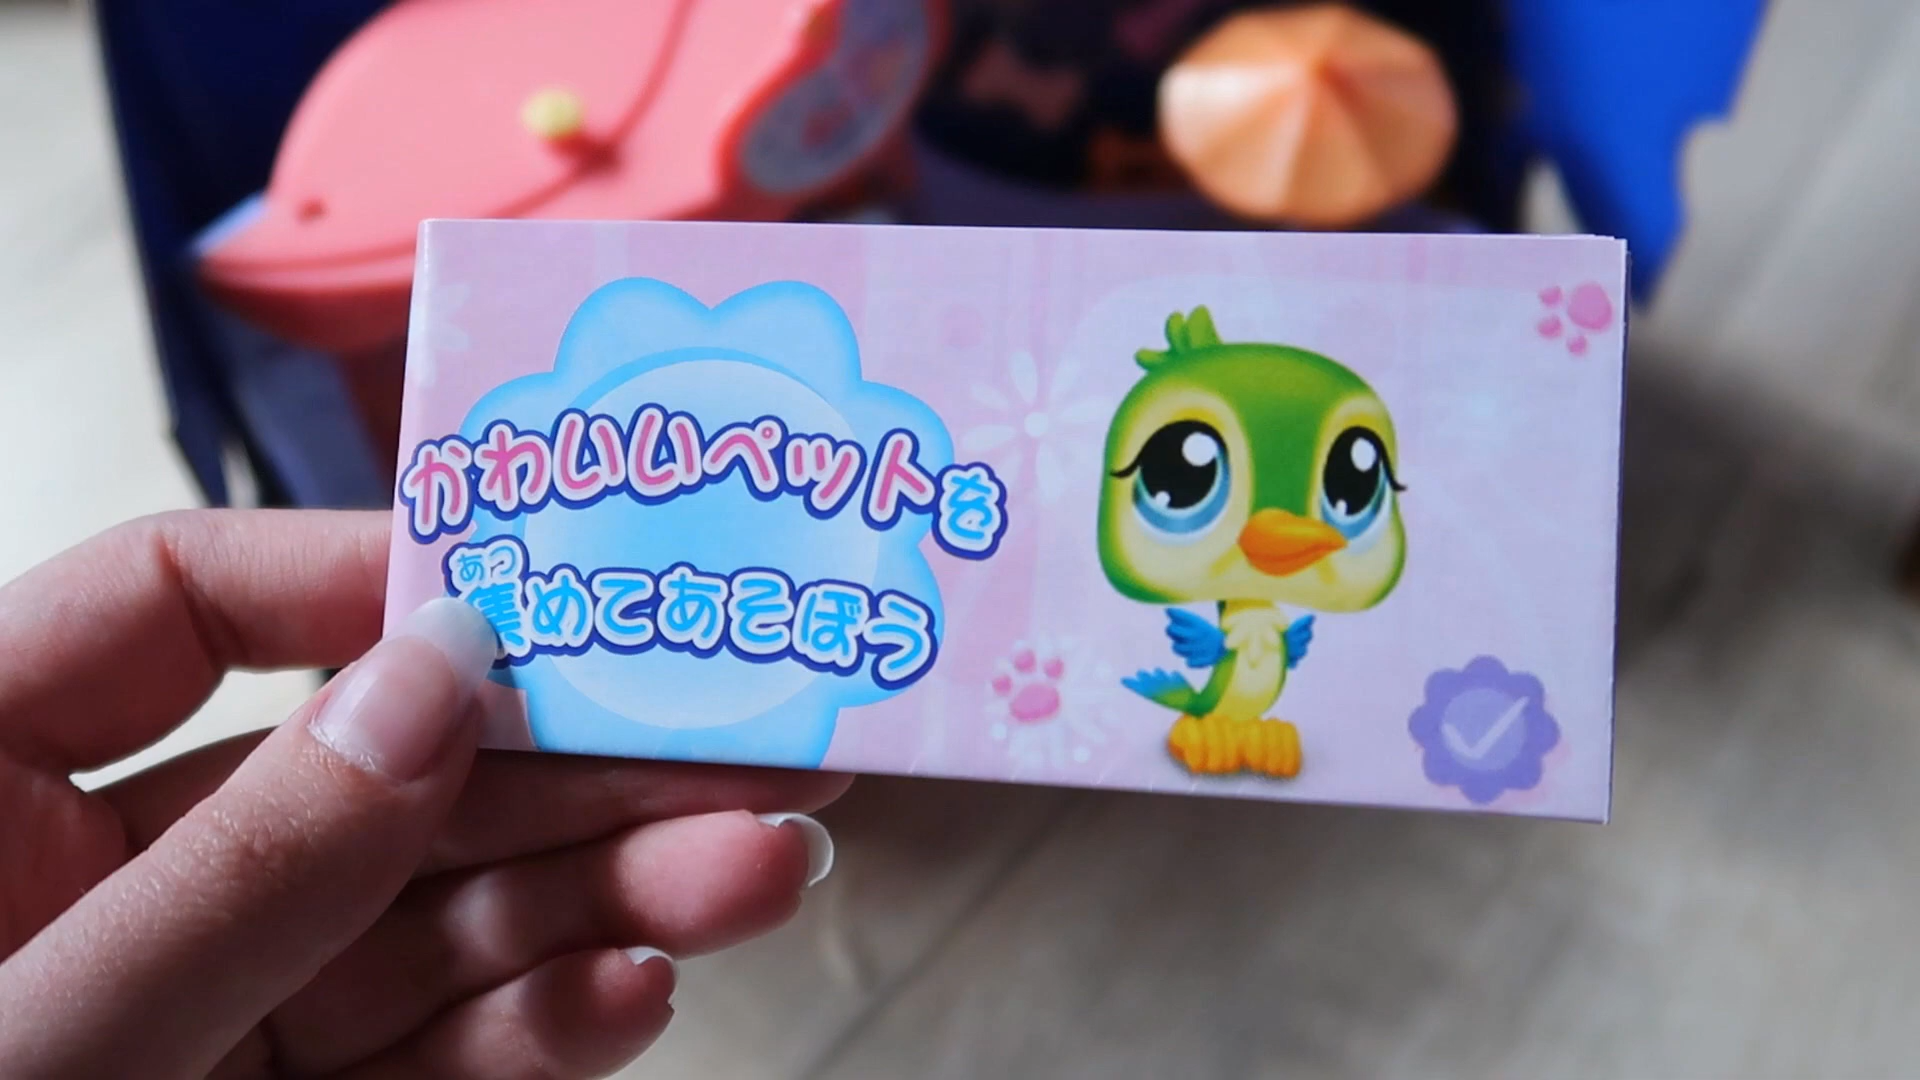 かわいいペットを
あつ
集めてあそぼう